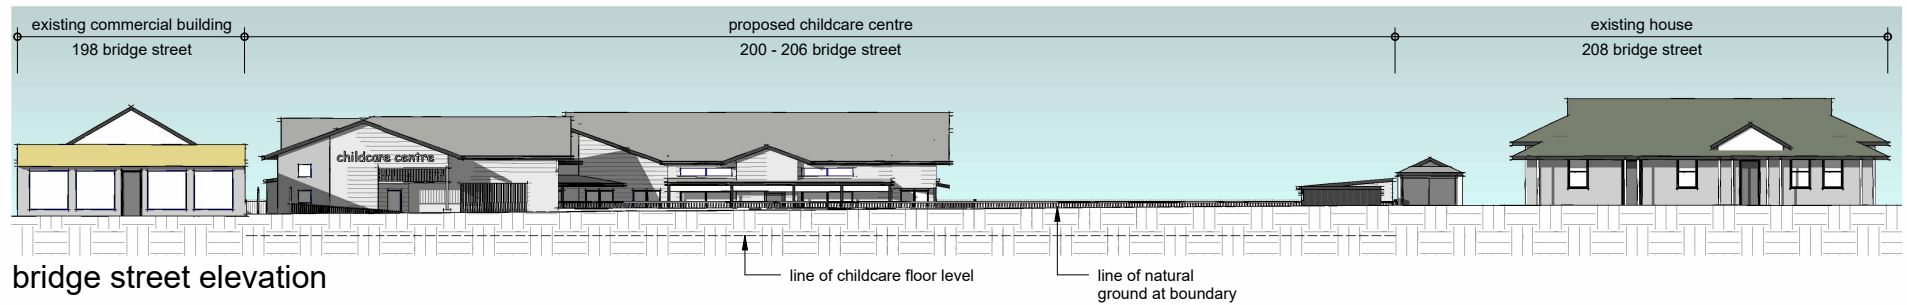 existing commercial building
198 bridge street
proposed childcare centre
200 - 206 bridge street
existing house
208 bridge street
childcare centre
bridge street elevation
line of childcare floor level
line of natural
ground at boundary